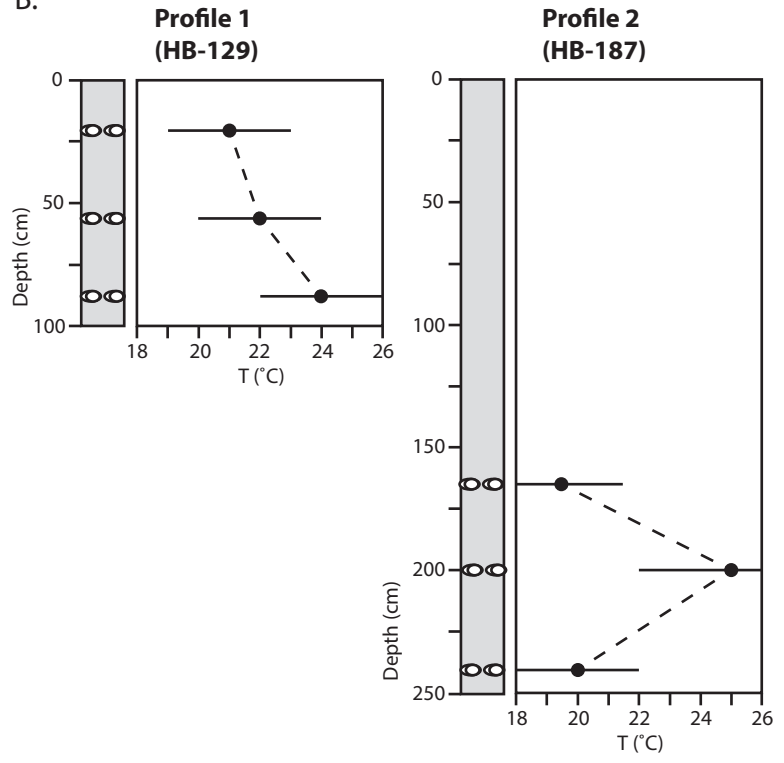 B.
Profile 1
(HB-129)
0
50
100
Depth (cm)
18 20 22 24 26
T (˚C)
Profile 2
(HB-187)
0
50
100
150
200
250
Depth (cm)
18 20 22 24 26
T (˚C)